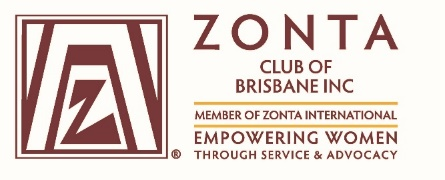 ZONTA
CLUB OF
BRISBANE INC
MEMBER OF ZONTA INTERNATIONAL
EMPOWERING WOMEN
THROUGH SERVICE & ADVOCACY
®